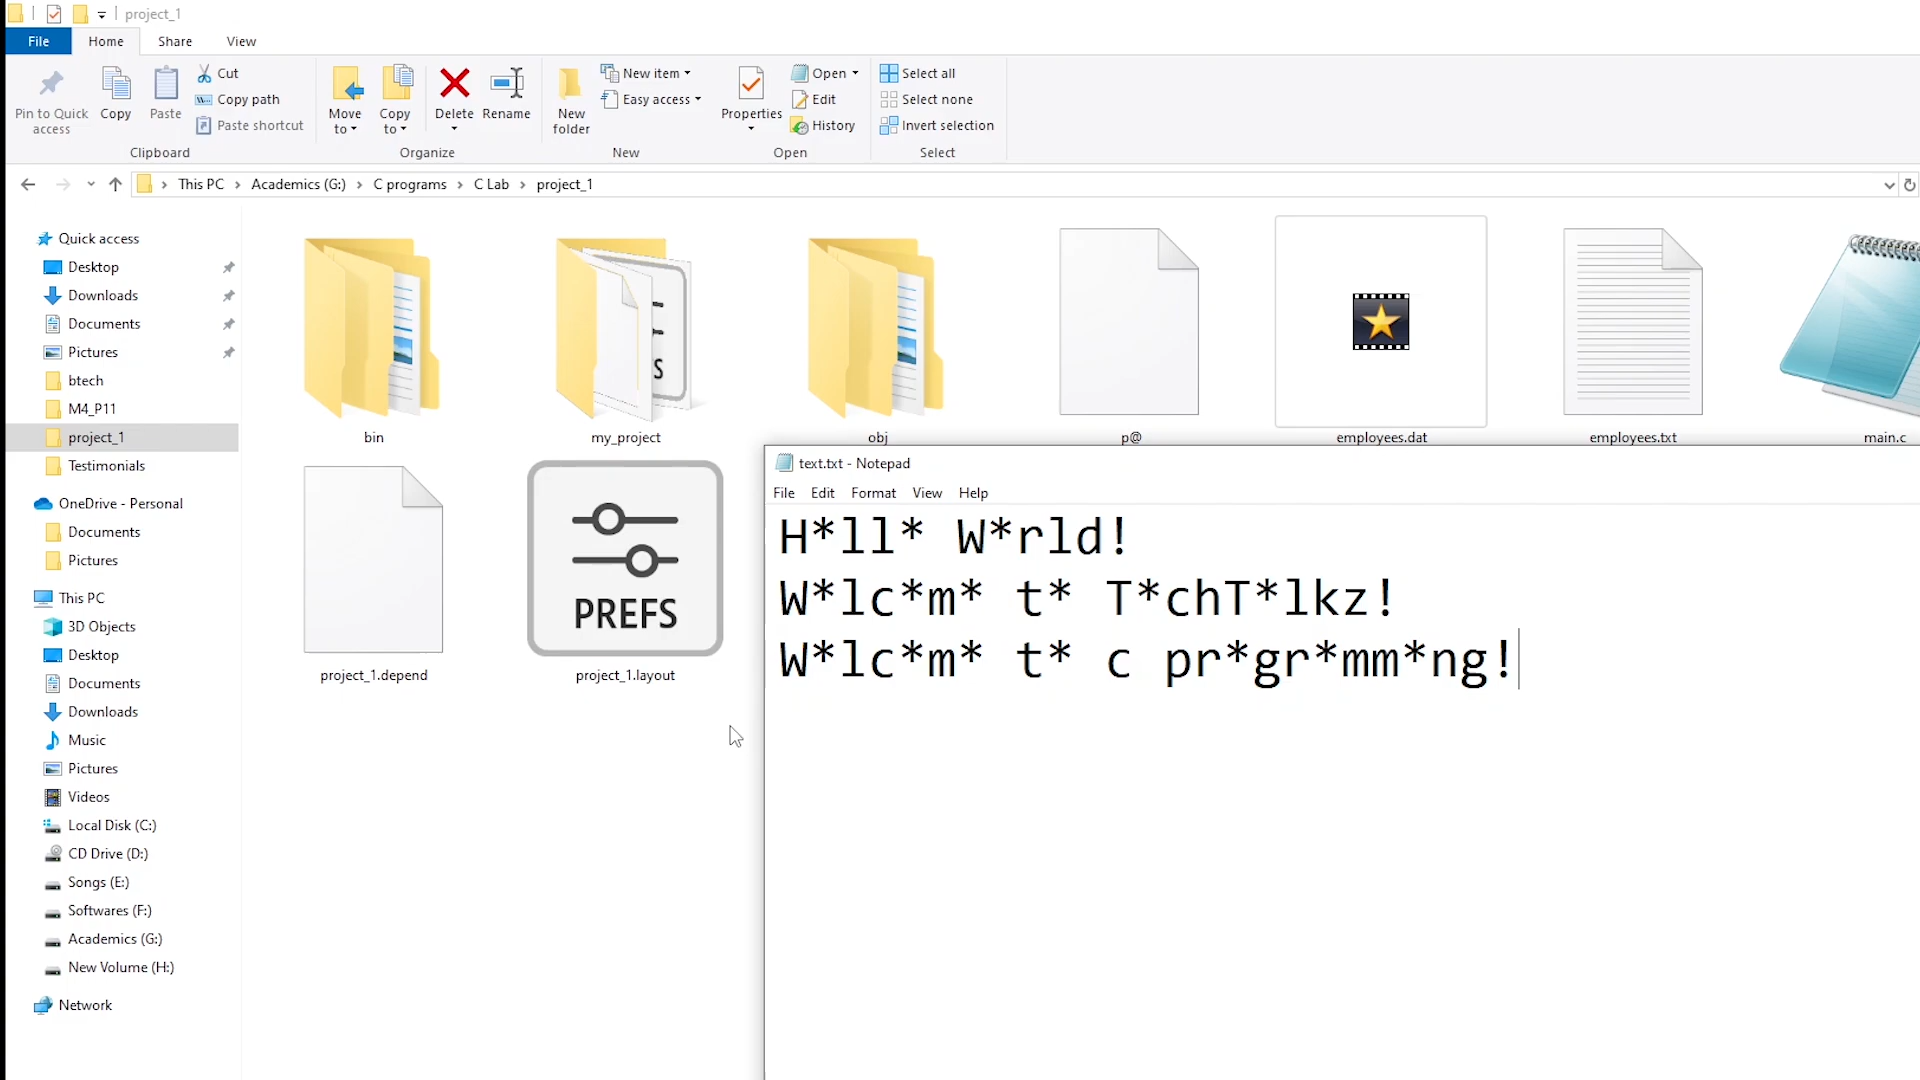 project_1
File Home Share View
Pin to Quick access
Copy
Paste
Cut
Copy path
Paste shortcut
Clipboard
Move to
Copy to
Delete
Rename
Organize
New folder
New item
Easy access
New
Properties
Open
Edit
History
Open
Select all
Select none
Invert selection
Select
This PC > Academics (G:) > C programs > C Lab > project_1
Quick access
Desktop
Downloads
Documents
Pictures
btech
M4_P11
project_1
Testimonials
OneDrive - Personal
Documents
Pictures
This PC
3D Objects
Desktop
Documents
Downloads
Music
Pictures
Videos
Local Disk (C:)
CD Drive (D:)
Songs (E:)
Softwares (F:)
Academics (G:)
New Volume (H:)
Network
bin
my_project
obj
p@
employees.dat
employees.txt
main.c
project_1.depend
PREFS
project_1.layout
text.txt - Notepad
File Edit Format View Help
H*ll* W*rld!
W*lc*m* t* T*chT*lkz!
W*lc*m* t* c pr*gr*mm*ng!